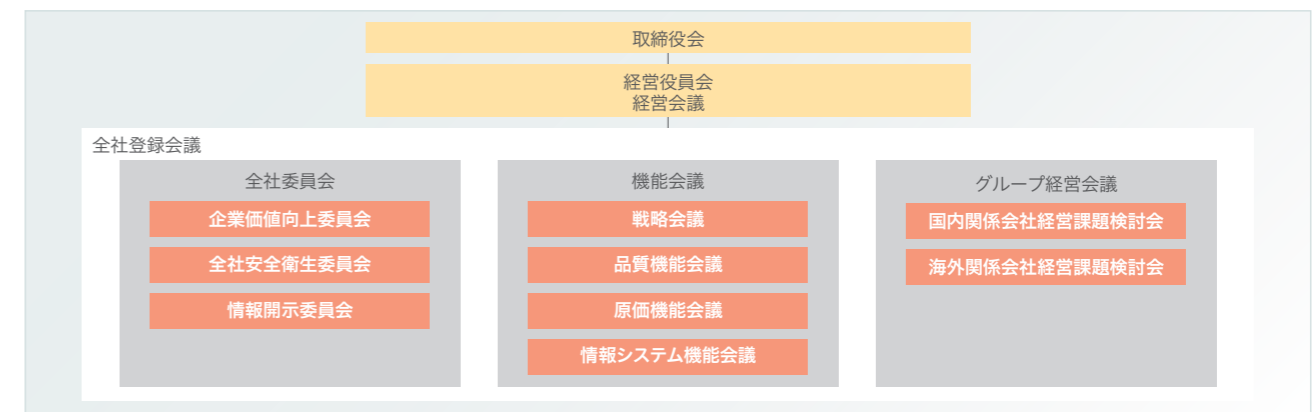 取締役会
経営役員会
経営会議
全社登録会議
全社委員会
企業価値向上委員会
全社安全衛生委員会
情報開示委員会
機能会議
戦略会議
品質機能会議
原価機能会議
情報システム機能会議
グループ経営会議
国内関係会社経営課題検討会
海外関係会社経営課題検討会